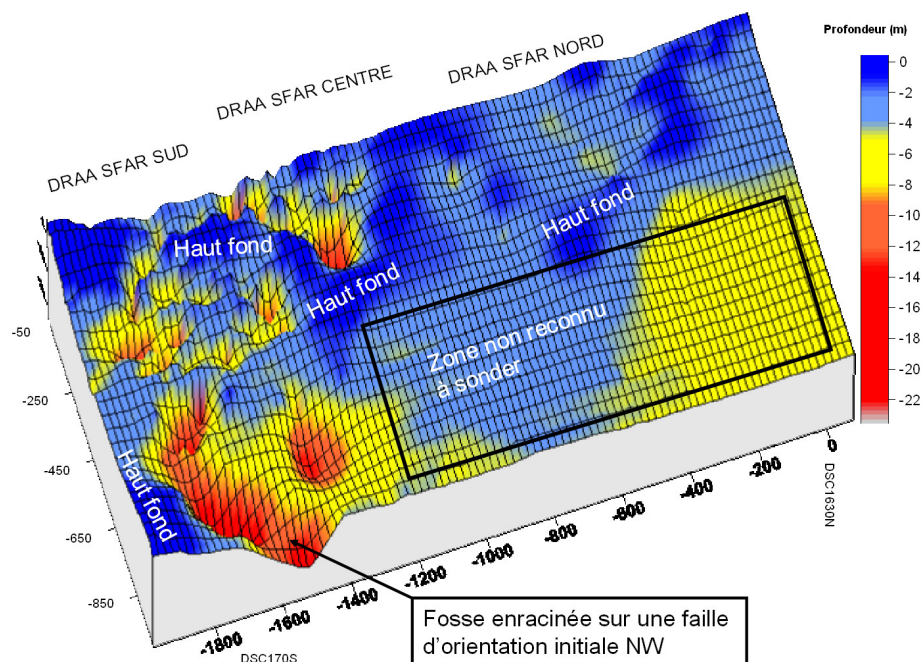 Profondeur (m)
DRAA SFAR NORD
DRAA SFAR CENTRE
DRAA SFAR SUD
0
-2
-4
-6
-8
-10
-12
-14
-16
-18
-20
-22
Haut fond
Haut fond
Haut fond
Haut fond
Zone non reconnu
à sonder
-50
-250
-450
-650
-850
0
-200
-400
-600
-800
-1000
-1200
-1400
-1600
-1800
DSC1630N
DSC170S
Fosse enracinée sur une faille
d'orientation initiale NW